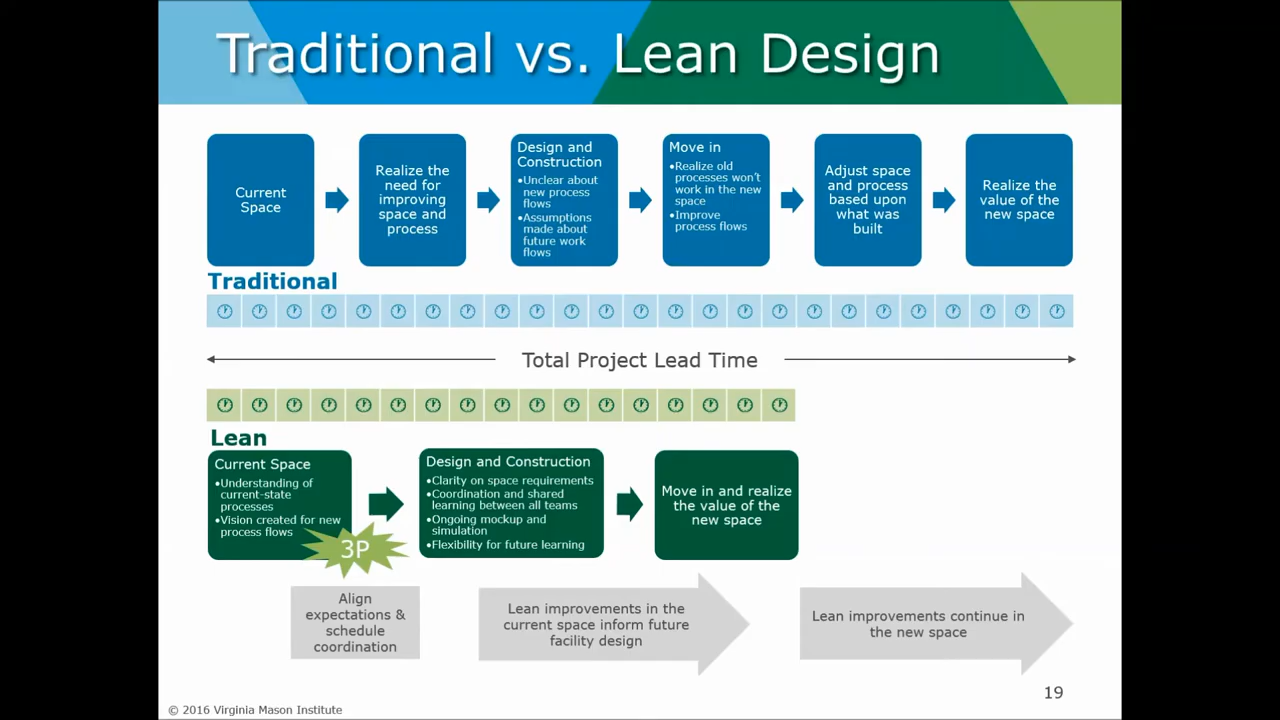 Traditional vs. Lean Design
Current
Space
Realize the
need for
improving
space and
process
Design and
Construction
•Unclear about
new process
flows
•Assumptions
made about
future work
flows
Move in
•Realize old
processes won't
work in the new
space
•Improve
process flows
Adjust space
and process
based upon
what was
built
Realize the
value of the
new space
Traditional
Total Project Lead Time
Lean
Current Space
•Understanding of
current-state
processes
•Vision created for new
process flows
3P
Design and Construction
•Clarity on space requirements
•Coordination and shared
learning between all teams
•Ongoing mockup and
simulation
•Flexibility for future learning
Move in and realize
the value of the
new space
Align
expectations &
schedule
coordination
Lean improvements in the
current space inform future
facility design
Lean improvements continue in
the new space
19
© 2016 Virginia Mason Institute